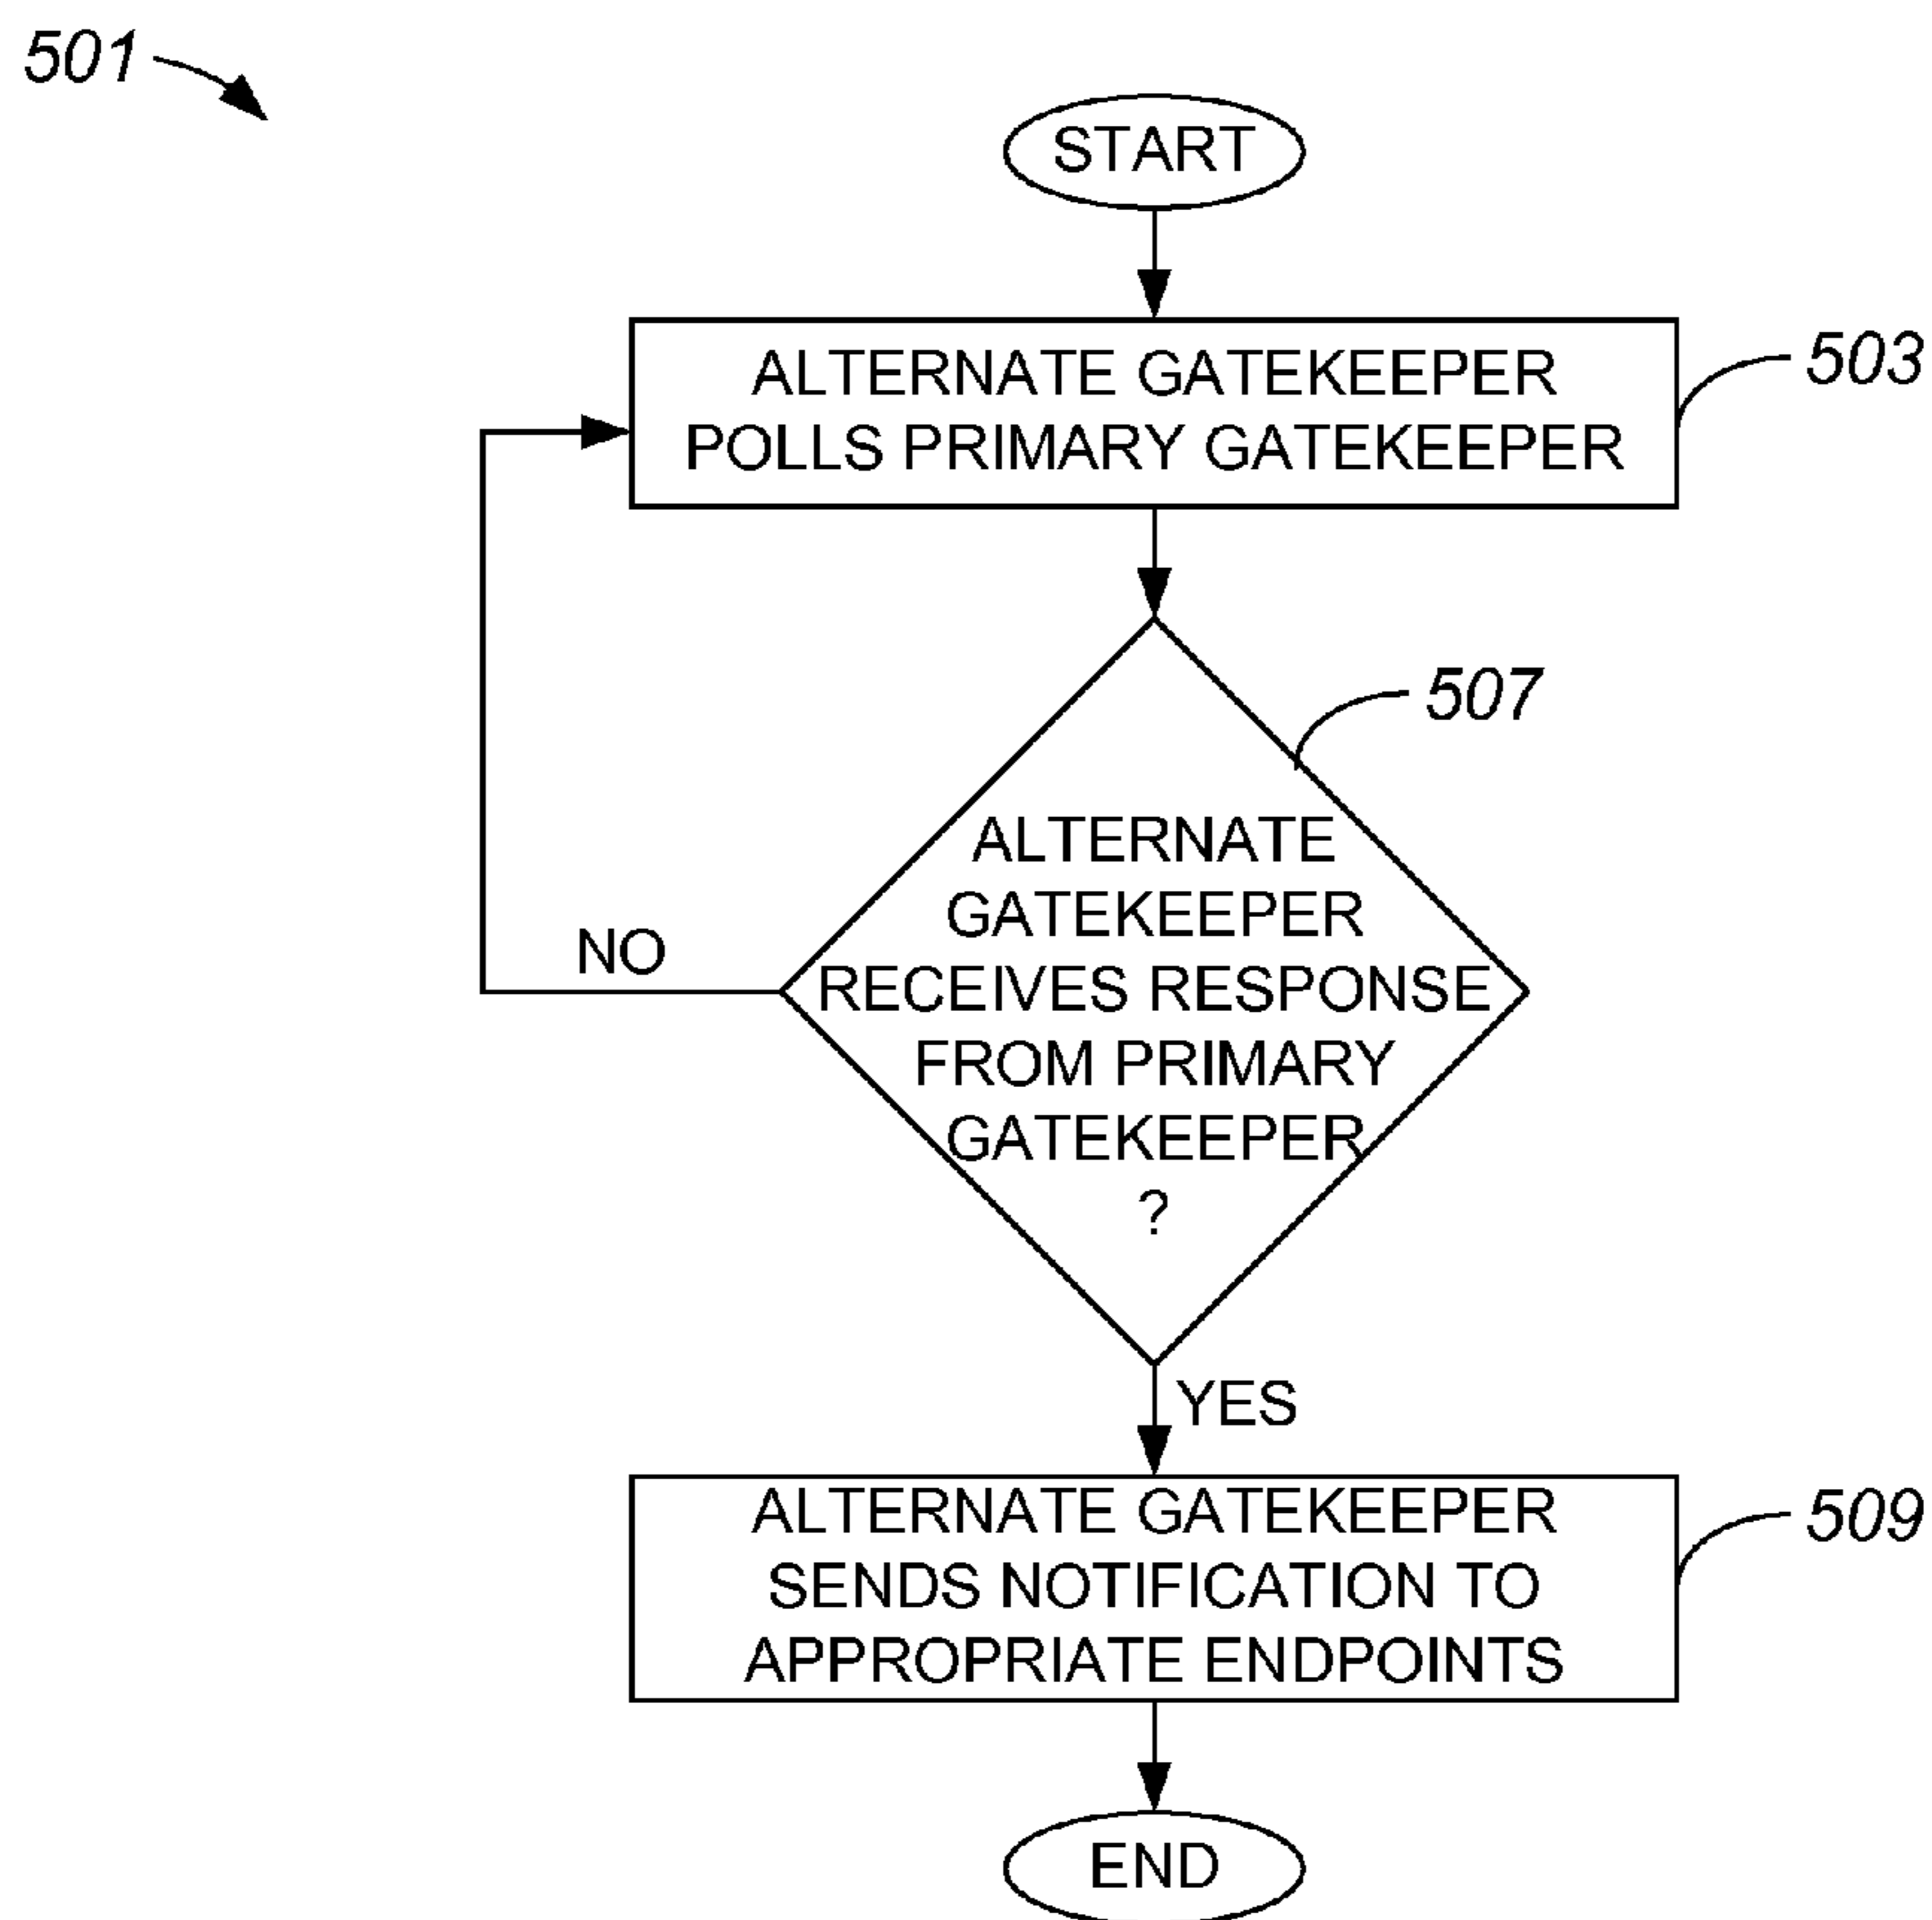 501
START
ALTERNATE GATEKEEPER
POLLS PRIMARY GATEKEEPER
503
507
ALTERNATE
GATEKEEPER
RECEIVES RESPONSE
FROM PRIMARY
GATEKEEPER
?
NO
YES
ALTERNATE GATEKEEPER
SENDS NOTIFICATION TO
APPROPRIATE ENDPOINTS
509
END